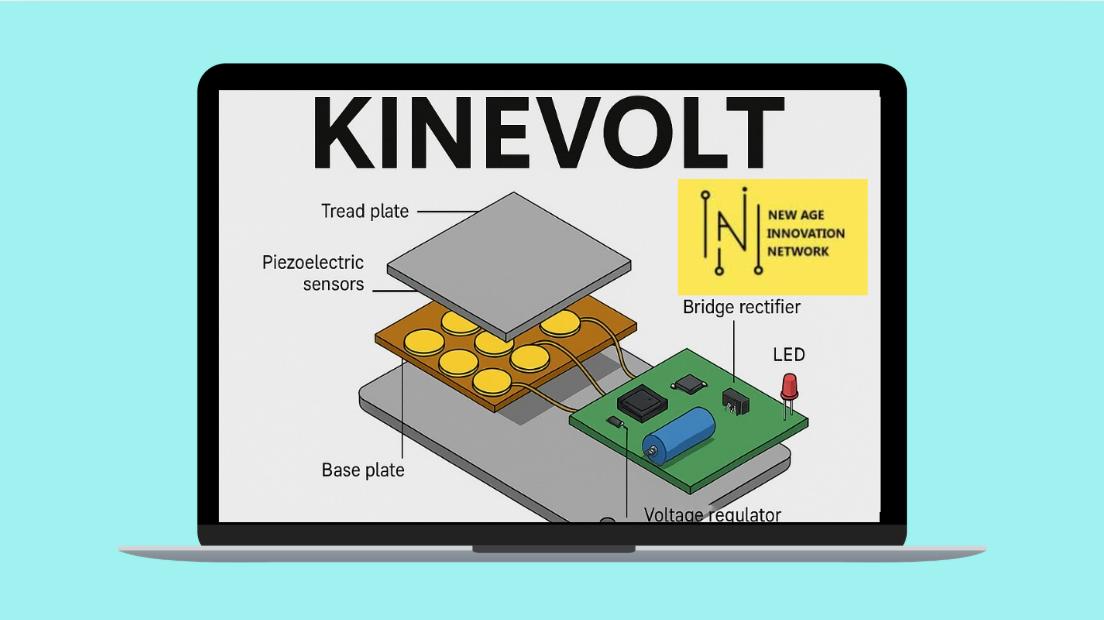 KINEVOLT
Tread plate
Piezoelectric
sensors
NEW AGE
INNOVATION
NETWORK
Bridge rectifier
LED
Base plate
Voltage regulator